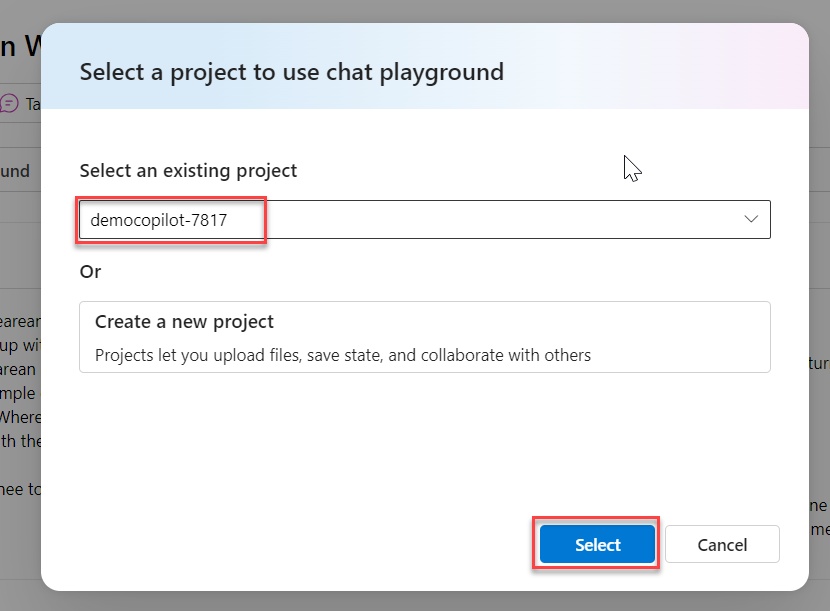 Select a project to use chat playground
Select an existing project
democopilot-7817
Or
Create a new project
Projects let you upload files, save state, and collaborate with others
Select
Cancel